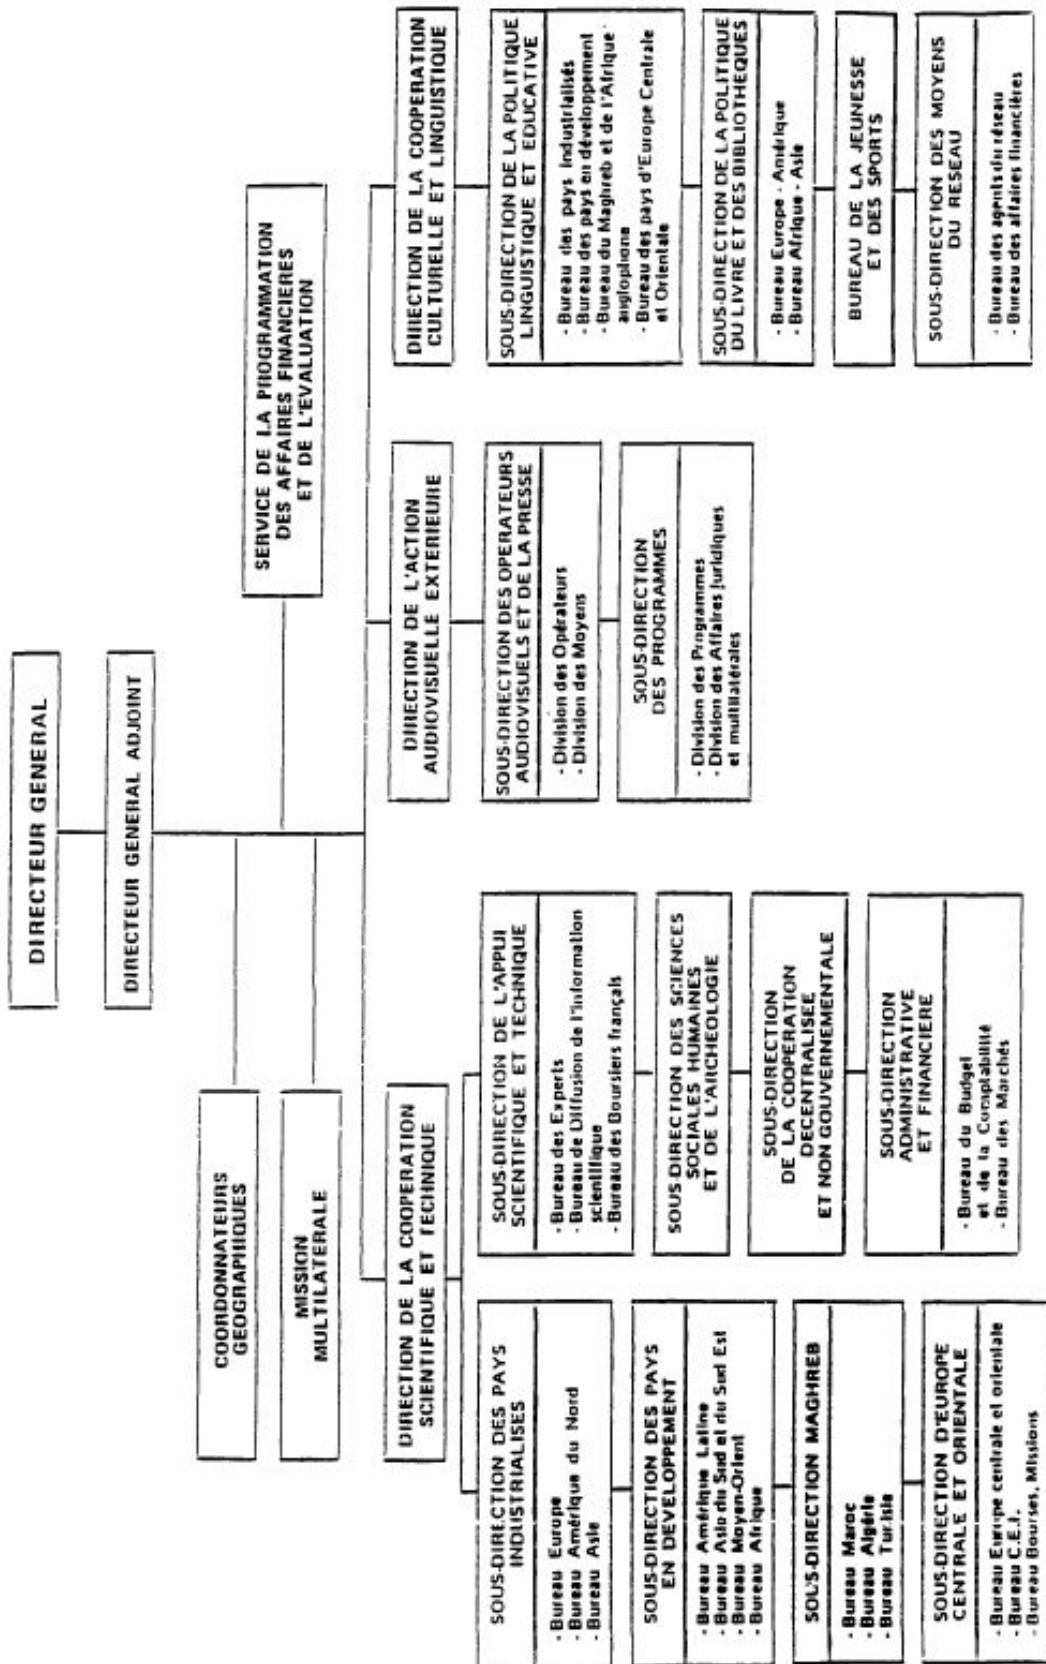 DIRECTEUR GENERAL
DIRECTEUR GENERAL ADJOINT
COORDONNATEURS
GEOGRAPHIQUES
MISSION
MULTILATERALE
SERVICE DE LA PROGRAMMATION
DES AFFAIRES FINANCIERES
ET DE L'EVALUATION
DIRECTION DE LA COOPERATION
SCIENTIFIQUE ET TECHNIQUE
SOUS-DIRECTION DES PAYS
INDUSTRIALISES
- Bureau Europe
- Bureau Amérique du Nord
- Bureau Asie
SOUS-DIRECTION DES PAYS
EN DEVELOPPEMENT
- Bureau Amérique Latine
- Bureau Asie du Sud et du Sud Est
- Bureau Moyen-Orient
- Bureau Afrique
SOUS-DIRECTION MAGHREB
- Bureau Maroc
- Bureau Algérie
- Bureau Tunisie
SOUS-DIRECTION D'EUROPE
CENTRALE ET ORIENTALE
- Bureau Europe centrale et orientale
- Bureau C.E.I.
- Bureau Bourses, Missions
SOUS-DIRECTION DE L'APPUI
SCIENTIFIQUE ET TECHNIQUE
- Bureau des Experts
- Bureau de Diffusion de l'information
scientifique
- Bureau des Boursiers français
SOUS DIRECTION DES SCIENCES
SOCIALES HUMAINES
ET DE L'ARCHEOLOGIE
SOUS-DIRECTION
DE LA COOPERATION
DECENTRALISEE
ET NON GOUVERNEMENTALE
SOUS-DIRECTION
ADMINISTRATIVE
ET FINANCIERE
- Bureau du Budget
et de la Comptabilité
- Bureau des Marchés
DIRECTION DE L'ACTION
AUDIOVISUELLE EXTERIEURE
SOUS-DIRECTION DES OPERATEURS
AUDIOVISUELS ET DE LA PRESSE
- Division des Opérateurs
- Division des Moyens
SOUS-DIRECTION
DES PROGRAMMES
- Division des Programmes
- Division des Affaires Juridiques
et multilatérales
DIRECTION DE LA COOPERATION
CULTURELLE ET LINGUISTIQUE
SOUS-DIRECTION DE LA POLITIQUE
LINGUISTIQUE ET EDUCATIVE
- Bureau des pays industrialisés
- Bureau des pays en développement
- Bureau du Maghreb et de l'Afrique
anglophone
- Bureau des pays d'Europe Centrale
et Orientale
SOUS-DIRECTION DE LA POLITIQUE
DU LIVRE ET DES BIBLIOTHEQUES
- Bureau Europe - Amérique
- Bureau Afrique - Asie
BUREAU DE LA JEUNESSE
ET DES SPORTS
SOUS-DIRECTION DES MOYENS
DU RESEAU
- Bureau des agents du réseau
- Bureau des affaires financières